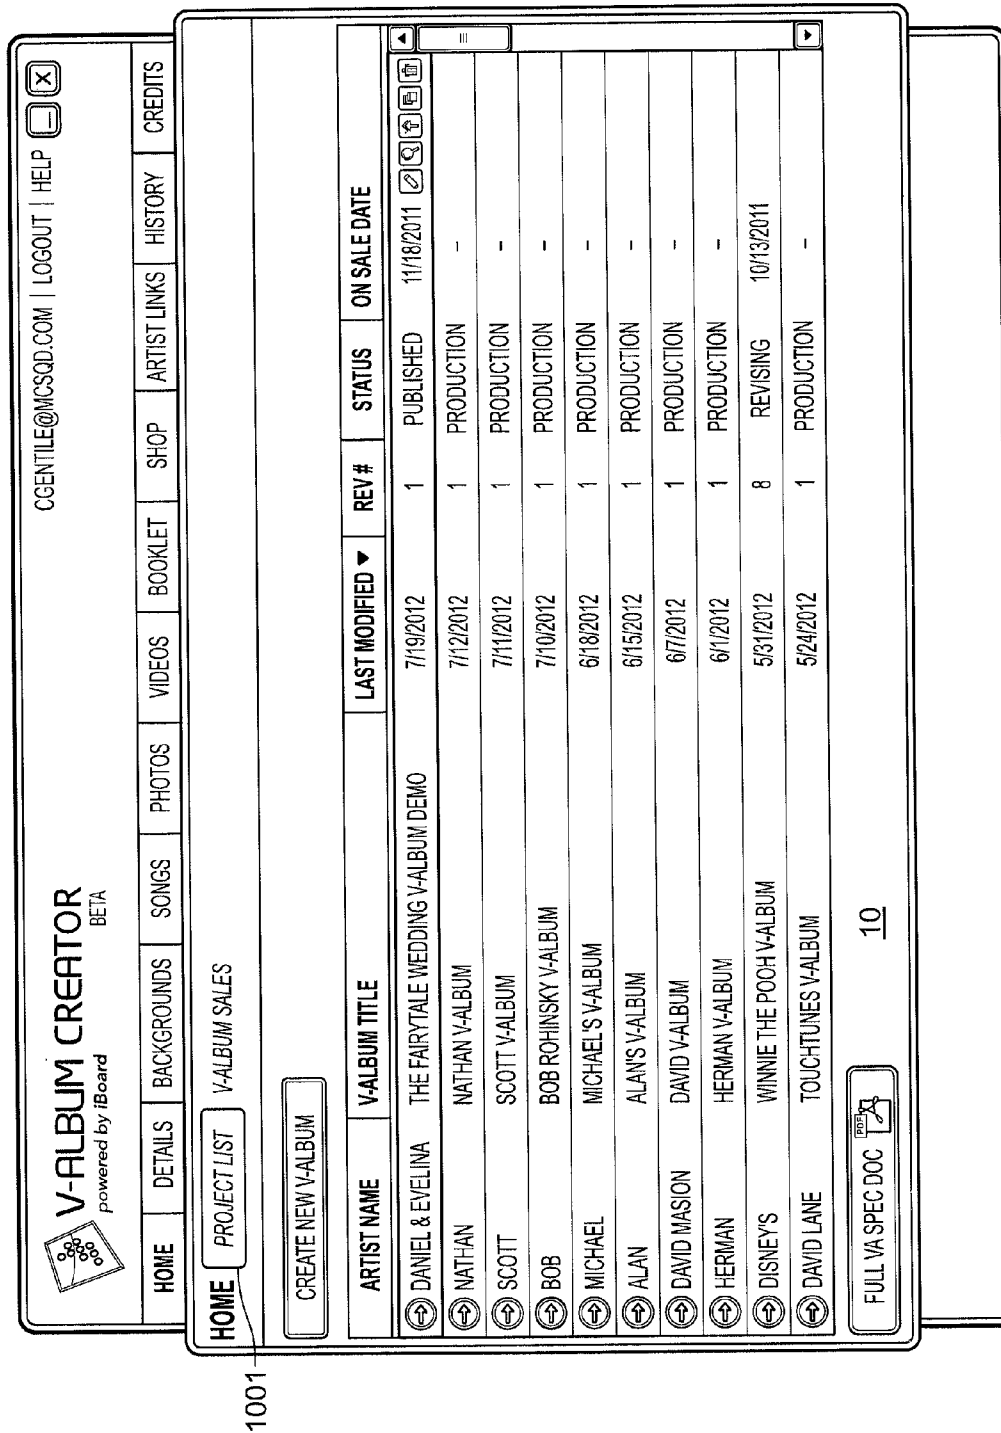 V-ALBUM CREATOR
BETA
powered by iBoard
CGENTILE@MCSQD.COM | LOGOUT | HELP _ X
HOME DETAILS BACKGROUNDS SONGS PHOTOS VIDEOS BOOKLET SHOP ARTIST LINKS HISTORY CREDITS
HOME PROJECT LIST V-ALBUM SALES
1001
CREATE NEW V-ALBUM
ARTIST NAME V-ALBUM TITLE LAST MODIFIED ▼ REV # STATUS ON SALE DATE
DANIEL & EVELINA THE FAIRYTALE WEDDING V-ALBUM DEMO 7/19/2012 1 PUBLISHED 11/18/2011
NATHAN NATHAN V-ALBUM 7/12/2012 1 PRODUCTION -
SCOTT SCOTT V-ALBUM 7/11/2012 1 PRODUCTION -
BOB BOB ROHINSKY V-ALBUM 7/10/2012 1 PRODUCTION -
MICHAEL MICHAEL'S V-ALBUM 6/18/2012 1 PRODUCTION -
ALAN ALAN'S V-ALBUM 6/15/2012 1 PRODUCTION -
DAVID MASION DAVID V-ALBUM 6/7/2012 1 PRODUCTION -
HERMAN HERMAN V-ALBUM 6/1/2012 1 PRODUCTION -
DISNEY'S WINNIE THE POOH V-ALBUM 5/31/2012 8 REVISING 10/13/2011
DAVID LANE TOUCHTUNES V-ALBUM 5/24/2012 1 PRODUCTION -
FULL VA SPEC DOC PDF
10